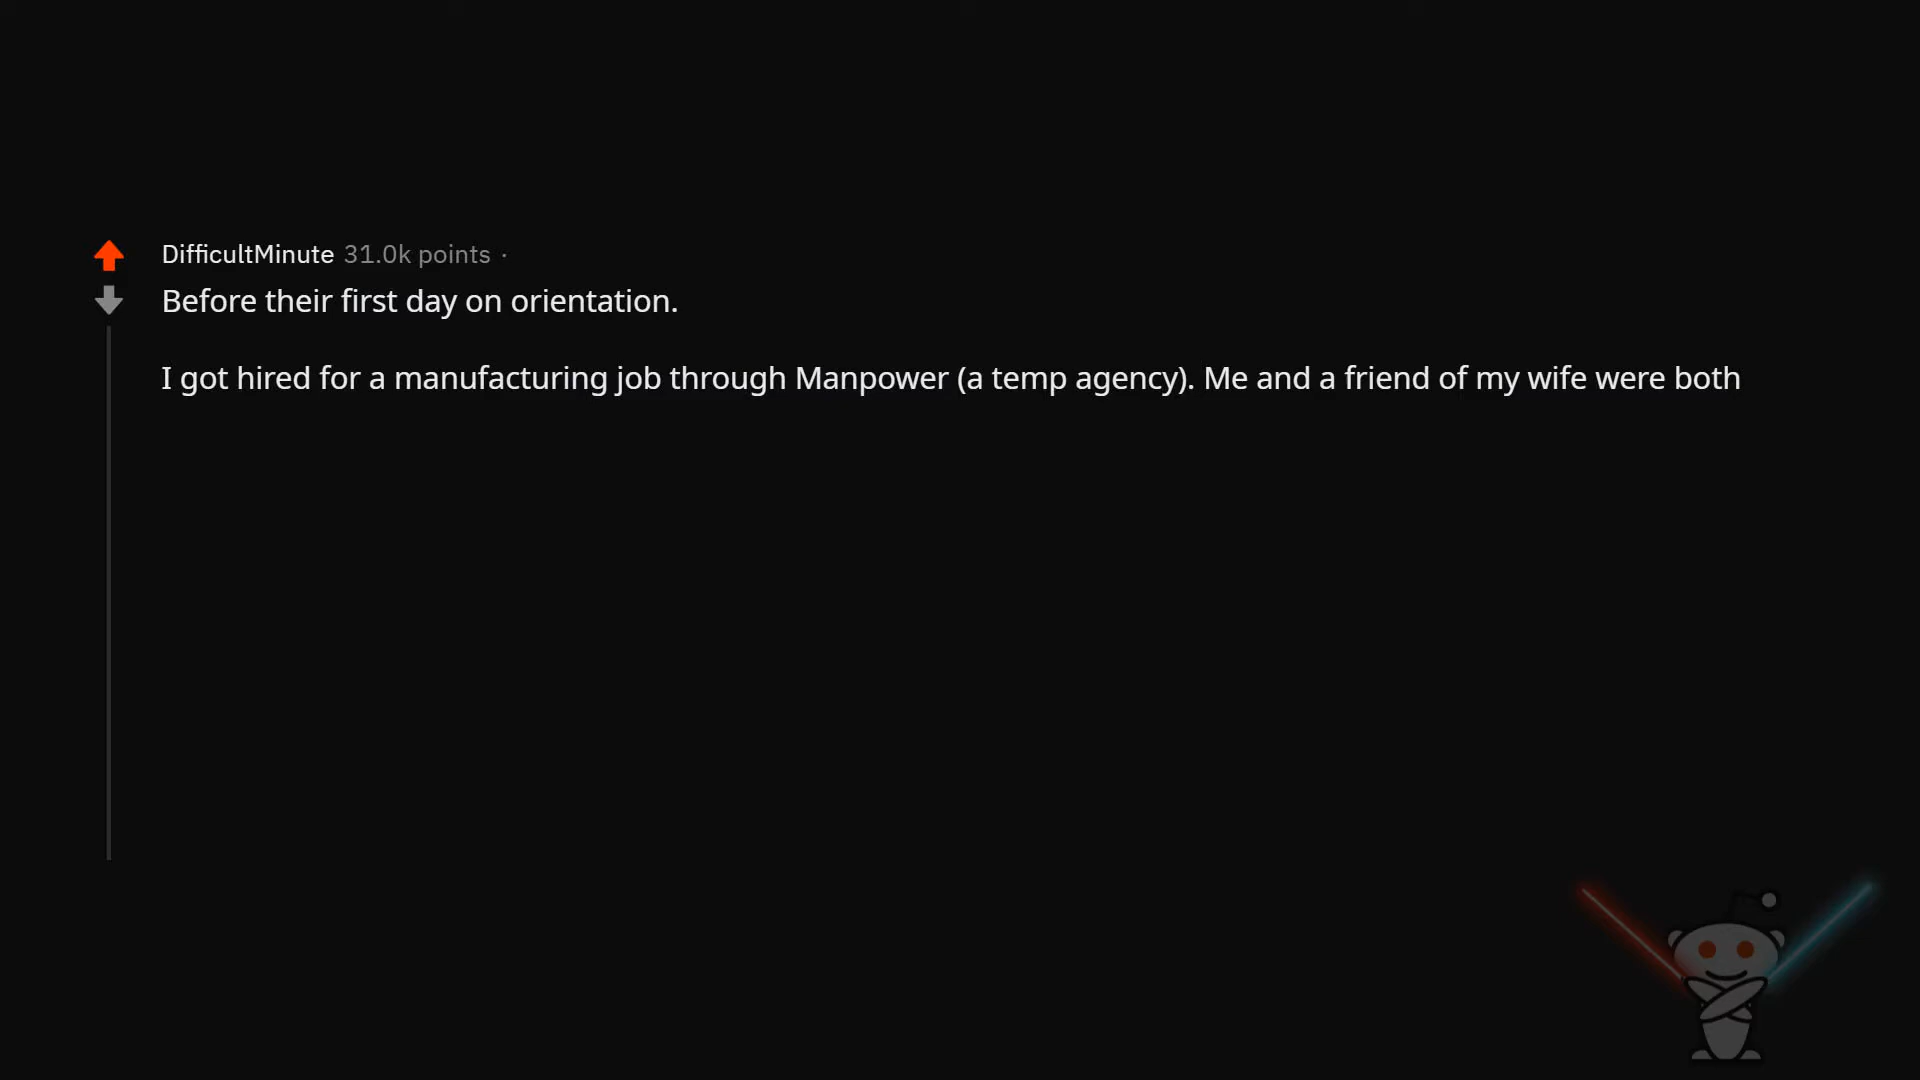 DifficultMinute 31.0k points ·
Before their first day on orientation.
I got hired for a manufacturing job through Manpower (a temp agency). Me and a friend of my wife were both